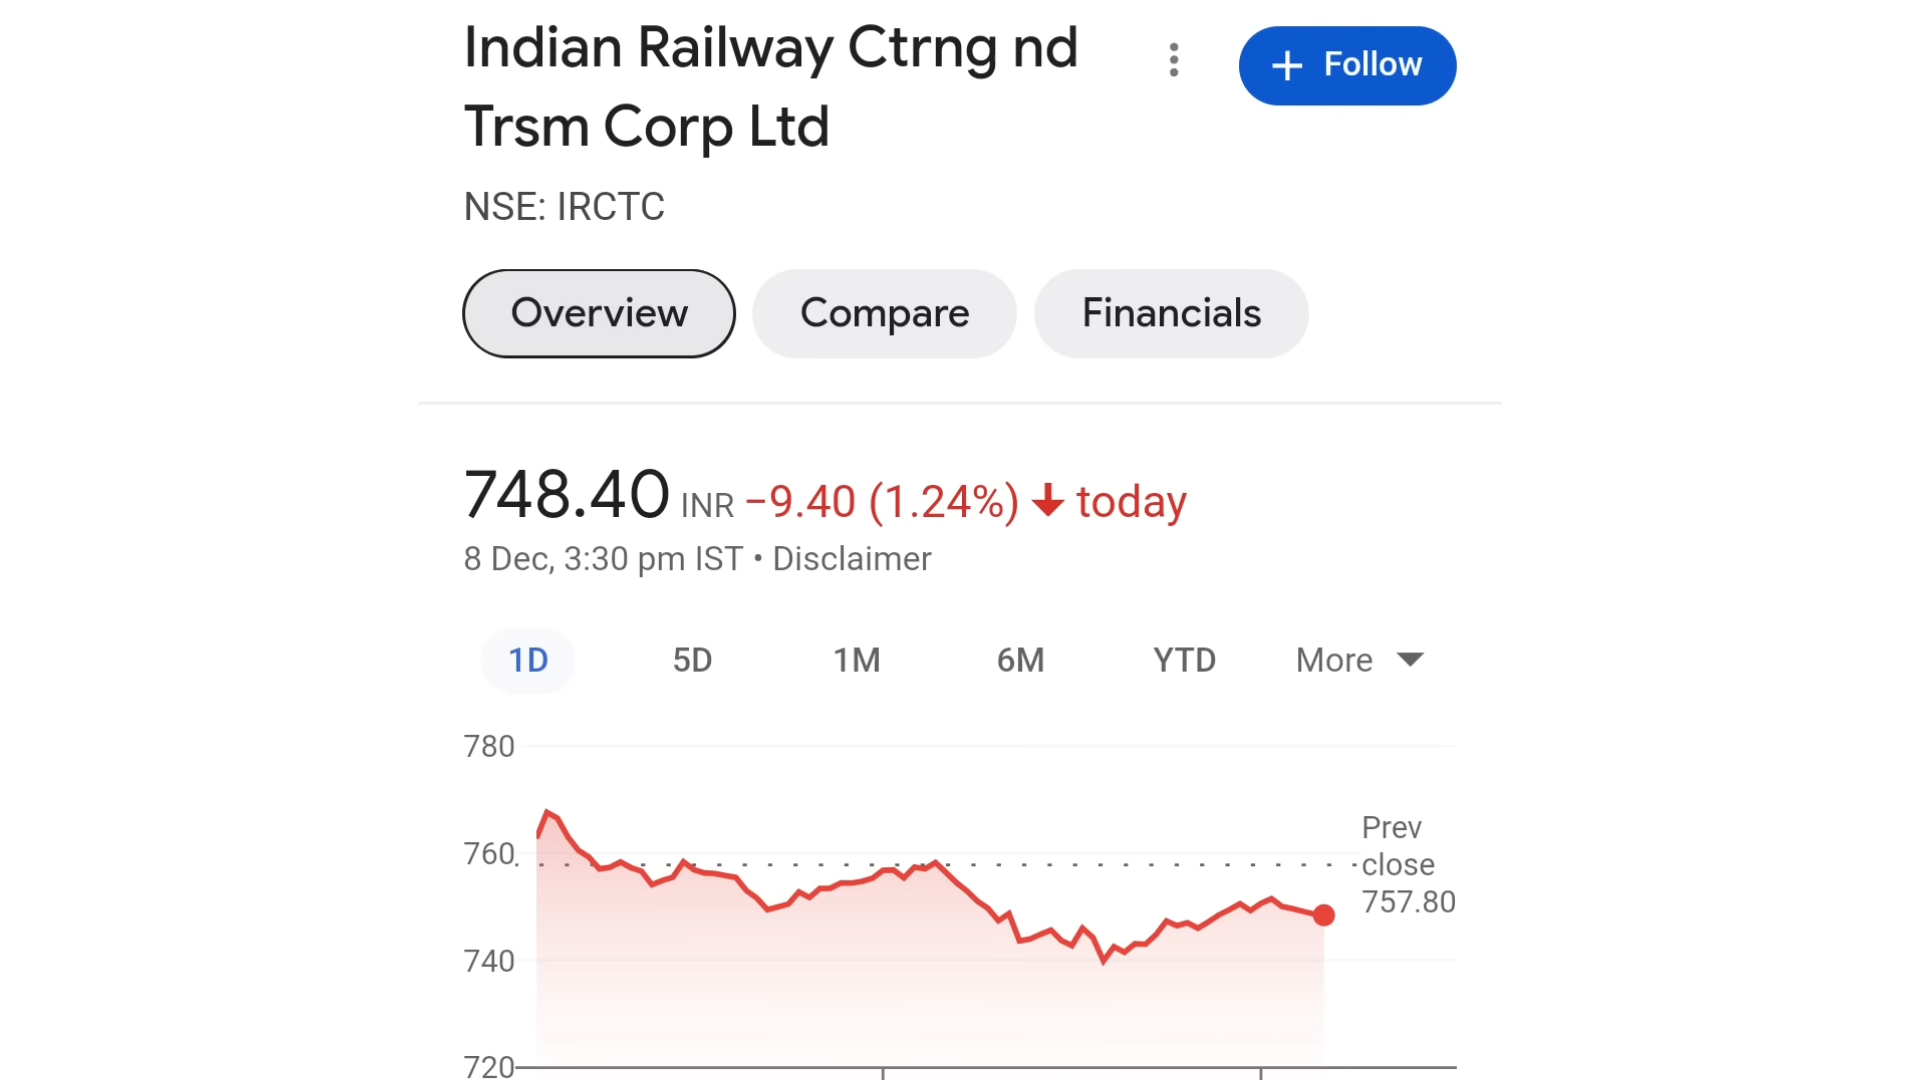 Indian Railway Ctrng nd
Trsm Corp Ltd
+ Follow
NSE: IRCTC
Overview Compare Financials
748.40 INR −9.40 (1.24%) ↓ today
8 Dec, 3:30 pm IST • Disclaimer
1D 5D 1M 6M YTD More
780
760
740
720
Prev
close
757.80